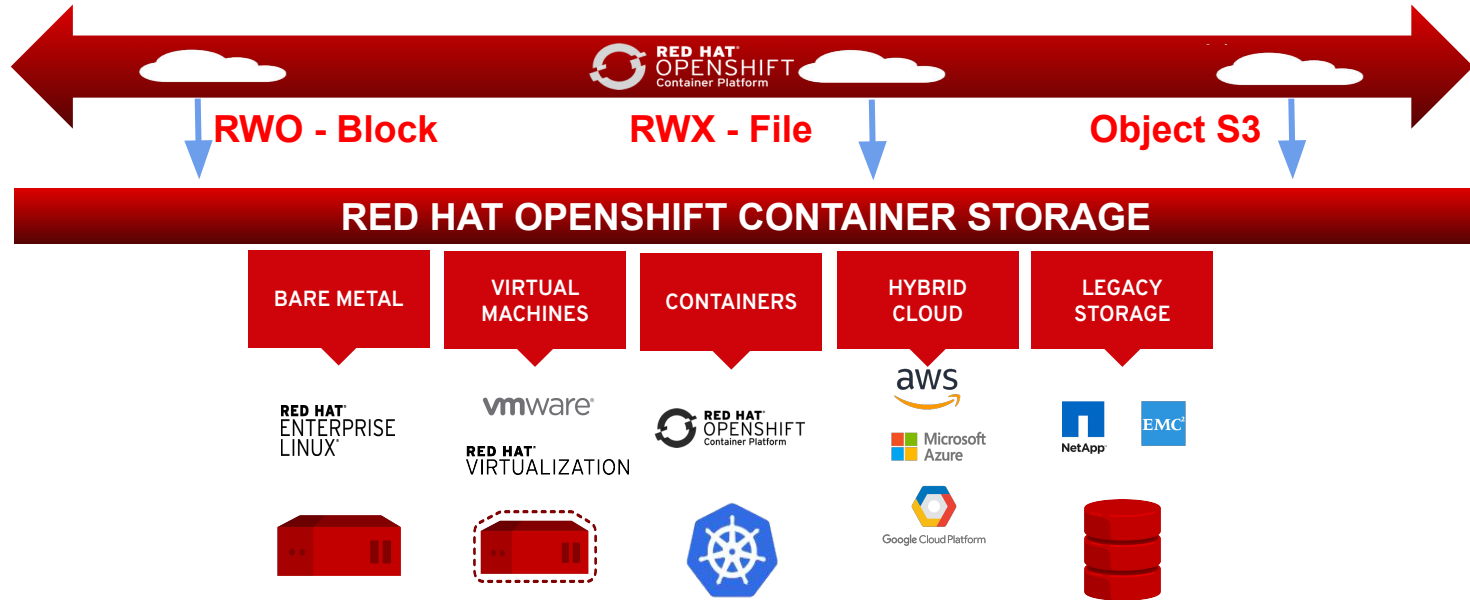 RED HAT®
OPENSHIFT
Container Platform
RWO - Block
RWX - File
Object S3
RED HAT OPENSHIFT CONTAINER STORAGE
BARE METAL
VIRTUAL
MACHINES
CONTAINERS
HYBRID
CLOUD
LEGACY
STORAGE
RED HAT®
ENTERPRISE
LINUX®
vmware®
RED HAT®
VIRTUALIZATION
RED HAT®
OPENSHIFT
Container Platform
aws
Microsoft
Azure
Google Cloud Platform
NetApp®
EMC²